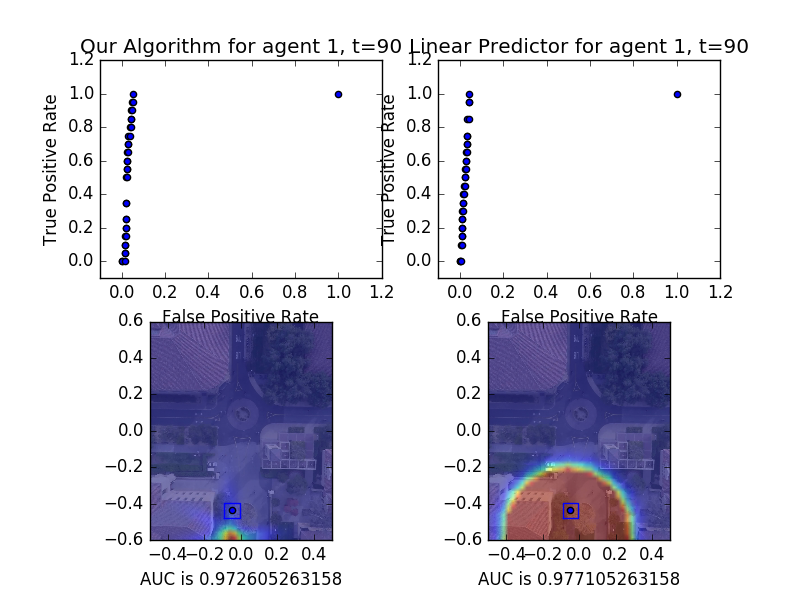 Our Algorithm for agent 1, t=90 Linear Predictor for agent 1, t=90
1.2 1.2
1.0 1.0
0.8 0.8
0.6 0.6
0.4 0.4
0.2 0.2
0.0 0.0
True Positive Rate True Positive Rate
0.0 0.2 0.4 0.6 0.8 1.0 1.2 0.0 0.2 0.4 0.6 0.8 1.0 1.2
False Positive Rate False Positive Rate
0.6 0.6
0.4 0.4
0.2 0.2
0.0 0.0
−0.2 −0.2
−0.4 −0.4
−0.6 −0.6
−0.4 −0.2 0.0 0.2 0.4 −0.4 −0.2 0.0 0.2 0.4
AUC is 0.972605263158 AUC is 0.977105263158